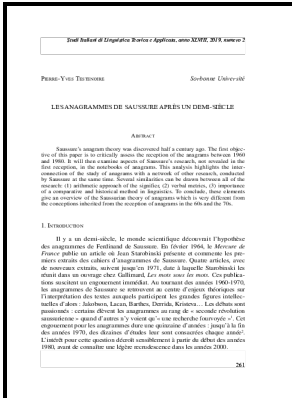 Studi Italiani di Linguistica Teorica e Applicata, anno XLVIII, 2019, numero 2
PIERRE-YVES TESTENOIRE Sorbonne Université
LES ANAGRAMMES DE SAUSSURE APRÈS UN DEMI-SIÈCLE
ABSTRACT
Saussure's anagram theory was discovered half a century ago. The first objec-
tive of this paper is to critically assess the reception of the anagrams between 1960
and 1980. It will then examine aspects of Saussure's research, not revealed in the
first reception, in the notebooks of anagrams. This analysis highlights the inter-
connection of the study of anagrams with a network of other research, conducted
by Saussure at the same time. Several similarities can be drawn between all of the
research: (1) arithmetic approach of the signifier, (2) verbal metrics, (3) importance
of a comparative and historical method in linguistics. To conclude, these elements
give an overview of the Saussurian theory of anagrams which is very different from
the conceptions inherited from the reception of anagrams in the 60s and the 70s.
1. INTRODUCTION
Il y a un demi-siècle, le monde scientifique découvrait l'hypothèse
des anagrammes de Ferdinand de Saussure. En février 1964, le Mercure de
France publie un article où Jean Starobinski présente et commente les pre-
miers extraits des cahiers d'anagrammes de Saussure. Quatre articles, avec
de nouveaux extraits, suivent jusqu'en 1971, date à laquelle Starobinski les
réunit dans un ouvrage chez Gallimard, Les mots sous les mots. Ces publica-
tions suscitent un engouement immédiat. Au tournant des années 1960-1970,
les anagrammes de Saussure se retrouvent au centre d'enjeux théoriques sur
l'interprétation des textes auxquels participent les grandes figures intellec-
tuelles d'alors : Jakobson, Lacan, Barthes, Derrida, Kristeva... Les débats sont
passionnés : certains élèvent les anagrammes au rang de « seconde révolution
saussurienne » quand d'autres n'y voient qu'« une recherche fourvoyée »¹. Cet
engouement pour les anagrammes dure une quinzaine d'années : jusqu'à la fin
des années 1970, des dizaines d'études leur sont consacrées chaque année².
L'intérêt pour cette question décroît sensiblement à partir du début des années
1980, avant de connaître une légère recrudescence dans les années 2000.
261